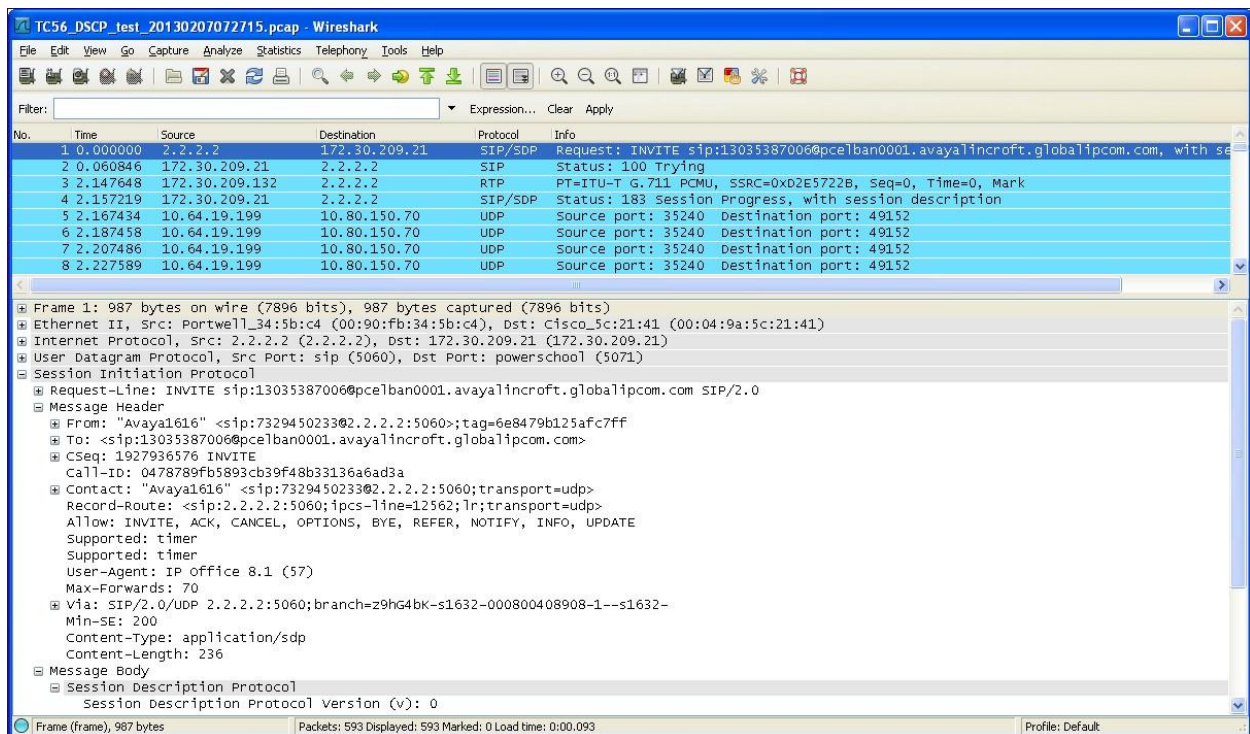 TC56_DSCP_test_20130207072715.pcap - Wireshark
File Edit View Go Capture Analyze Statistics Telephony Tools Help
Filter: Expression... Clear Apply
No. Time Source Destination Protocol Info
1 0.000000 2.2.2.2 172.30.209.21 SIP/SDP Request: INVITE sip:13035387006@pcelban0001.avayalincroft.globalipcom.com, with se
2 0.060846 172.30.209.21 2.2.2.2 SIP Status: 100 Trying
3 2.147648 172.30.209.132 2.2.2.2 RTP PT=ITU-T G.711 PCMU, SSRC=0xD2E5722B, Seq=0, Time=0, Mark
4 2.157219 172.30.209.21 2.2.2.2 SIP/SDP Status: 183 Session Progress, with session description
5 2.167434 10.64.19.199 10.80.150.70 UDP Source port: 35240 Destination port: 49152
6 2.187458 10.64.19.199 10.80.150.70 UDP Source port: 35240 Destination port: 49152
7 2.207486 10.64.19.199 10.80.150.70 UDP Source port: 35240 Destination port: 49152
8 2.227589 10.64.19.199 10.80.150.70 UDP Source port: 35240 Destination port: 49152
Frame 1: 987 bytes on wire (7896 bits), 987 bytes captured (7896 bits)
Ethernet II, Src: Portwell_34:5b:c4 (00:90:fb:34:5b:c4), Dst: Cisco_5c:21:41 (00:04:9a:5c:21:41)
Internet Protocol, Src: 2.2.2.2 (2.2.2.2), Dst: 172.30.209.21 (172.30.209.21)
User Datagram Protocol, Src Port: sip (5060), Dst Port: powerschool (5071)
Session Initiation Protocol
Request-Line: INVITE sip:13035387006@pcelban0001.avayalincroft.globalipcom.com SIP/2.0
Message Header
From: "Avaya1616" <sip:7329450233@2.2.2.2:5060>;tag=6e8479b125afc7ff
To: <sip:13035387006@pcelban0001.avayalincroft.globalipcom.com>
CSeq: 1927936576 INVITE
Call-ID: 0478789fb5893cb39f48b33136a6ad3a
Contact: "Avaya1616" <sip:7329450233@2.2.2.2:5060;transport=udp>
Record-Route: <sip:2.2.2.2:5060;ipcs-line=12562;lr;transport=udp>
Allow: INVITE, ACK, CANCEL, OPTIONS, BYE, REFER, NOTIFY, INFO, UPDATE
Supported: timer
Supported: timer
User-Agent: IP Office 8.1 (57)
Max-Forwards: 70
Via: SIP/2.0/UDP 2.2.2.2:5060;branch=z9hG4bK-s1632-000800408908-1--s1632-
Min-SE: 200
Content-Type: application/sdp
Content-Length: 236
Message Body
Session Description Protocol
Session Description Protocol Version (v): 0
Frame (frame), 987 bytes Packets: 593 Displayed: 593 Marked: 0 Load time: 0:00.093 Profile: Default